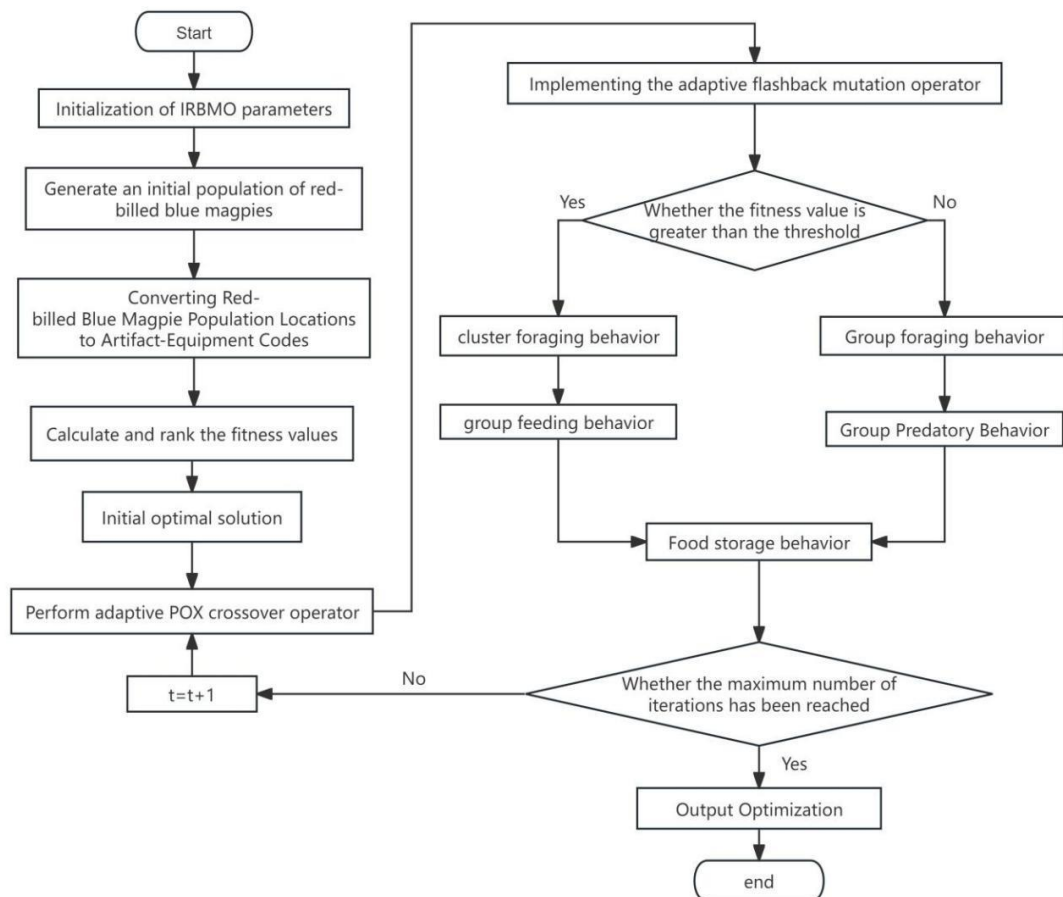 Start
Initialization of IRBMO parameters
Generate an initial population of red-
billed blue magpies
Converting Red-
billed Blue Magpie Population Locations
to Artifact-Equipment Codes
Calculate and rank the fitness values
Initial optimal solution
Perform adaptive POX crossover operator
t=t+1
Implementing the adaptive flashback mutation operator
Whether the fitness value is
greater than the threshold
Yes
No
cluster foraging behavior
group feeding behavior
Group foraging behavior
Group Predatory Behavior
Food storage behavior
Whether the maximum number of
iterations has been reached
No
Yes
Output Optimization
end